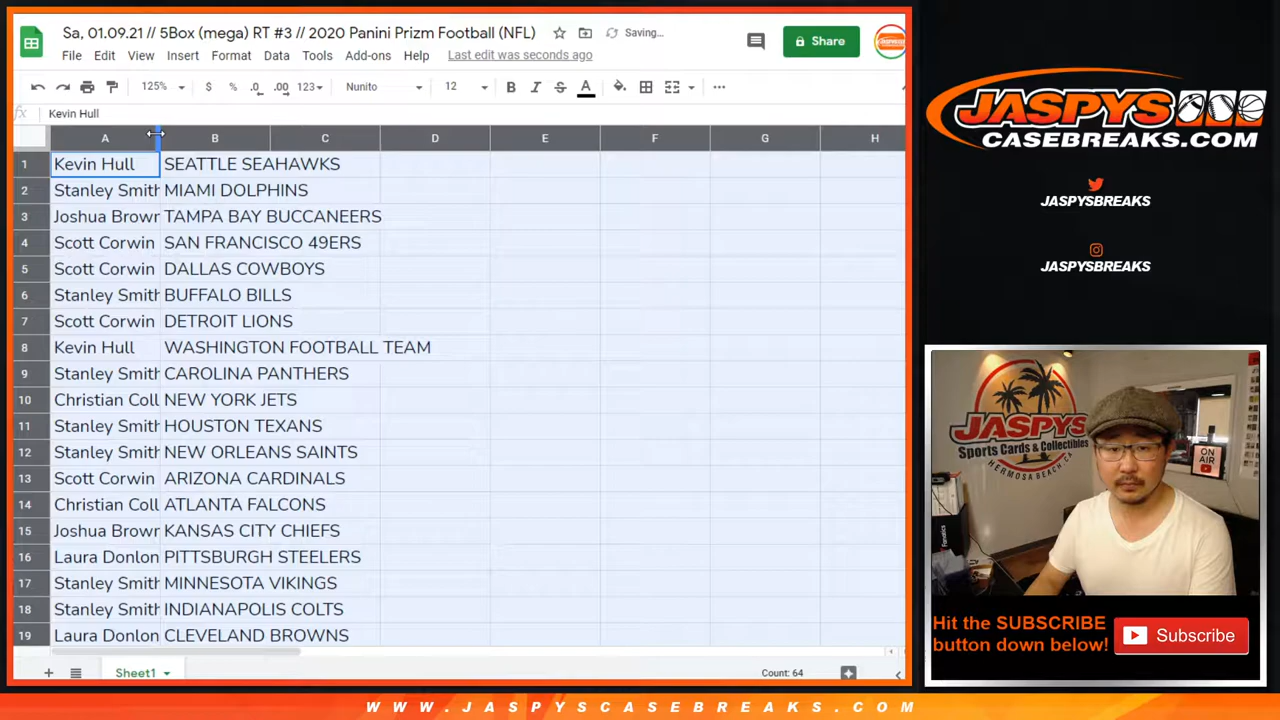 Sa, 01.09.21 // 5Box (mega) RT #3 // 2020 Panini Prizm Football (NFL)
Saving...
Share
File Edit View Insert Format Data Tools Add-ons Help Last edit was seconds ago
125% $ % .0 .00 123 Nunito 12 B I S A
fx Kevin Hull
A B C D E F G H
1 Kevin Hull SEATTLE SEAHAWKS
2 Stanley Smith MIAMI DOLPHINS
3 Joshua Brown TAMPA BAY BUCCANEERS
4 Scott Corwin SAN FRANCISCO 49ERS
5 Scott Corwin DALLAS COWBOYS
6 Stanley Smith BUFFALO BILLS
7 Scott Corwin DETROIT LIONS
8 Kevin Hull WASHINGTON FOOTBALL TEAM
9 Stanley Smith CAROLINA PANTHERS
10 Christian Coll NEW YORK JETS
11 Stanley Smith HOUSTON TEXANS
12 Stanley Smith NEW ORLEANS SAINTS
13 Scott Corwin ARIZONA CARDINALS
14 Christian Coll ATLANTA FALCONS
15 Joshua Brown KANSAS CITY CHIEFS
16 Laura Donlon PITTSBURGH STEELERS
17 Stanley Smith MINNESOTA VIKINGS
18 Stanley Smith INDIANAPOLIS COLTS
19 Laura Donlon CLEVELAND BROWNS
Sheet1 Count: 64
JASPYS
CASEBREAKS.COM
JASPYSBREAKS
JASPYSBREAKS
JASPYS
Sports Cards & Collectibles
HERMOSA BEACH, CA
ON AIR
Hit the SUBSCRIBE
button down below!
Subscribe
WWW.JASPYSCASEBREAKS.COM